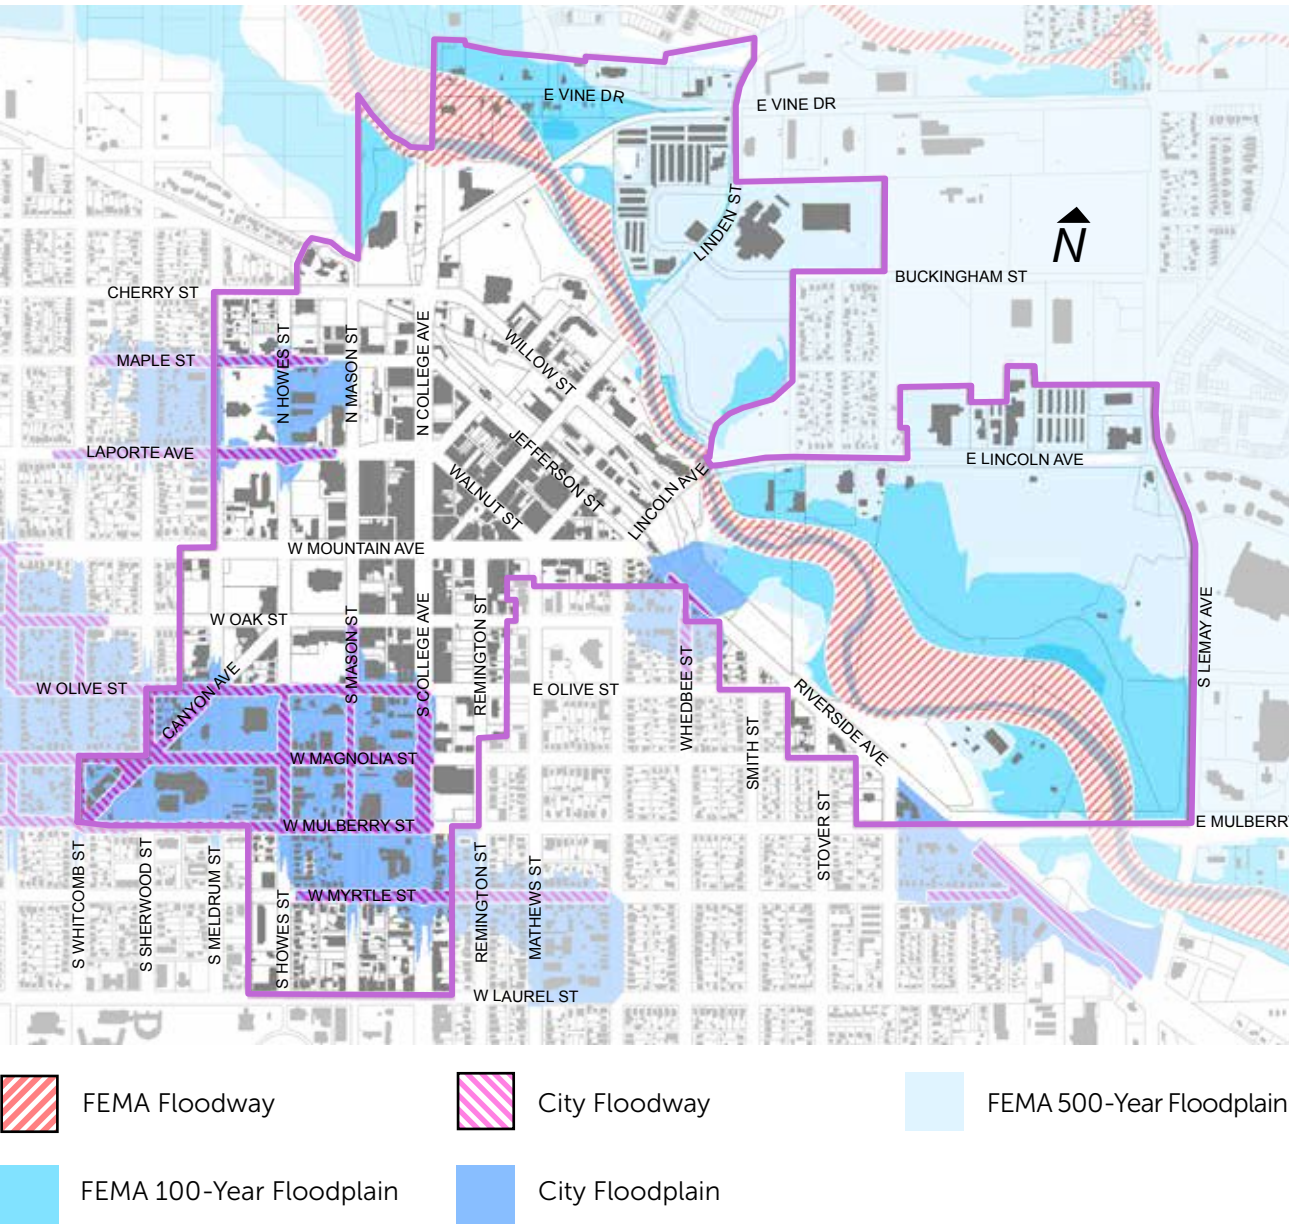 E VINE DR
E VINE DR
LINDEN ST
N
BUCKINGHAM ST
CHERRY ST
MAPLE ST
N HOWES ST
N MASON ST
N COLLEGE AVE
WILLOW ST
LAPORTE AVE
JEFFERSON ST
WALNUT ST
LINCOLN AVE
E LINCOLN AVE
W MOUNTAIN AVE
W OAK ST
S MASON ST
S COLLEGE AVE
REMINGTON ST
WHEDBEE ST
S LEMAY AVE
W OLIVE ST
CANYON AVE
E OLIVE ST
RIVERSIDE AVE
SMITH ST
W MAGNOLIA ST
STOVER ST
W MULBERRY ST
E MULBERR
S WHITCOMB ST
S SHERWOOD ST
S MELDRUM ST
S HOWES ST
W MYRTLE ST
REMINGTON ST
MATHEWS ST
W LAUREL ST
FEMA Floodway
City Floodway
FEMA 500-Year Floodplain
FEMA 100-Year Floodplain
City Floodplain